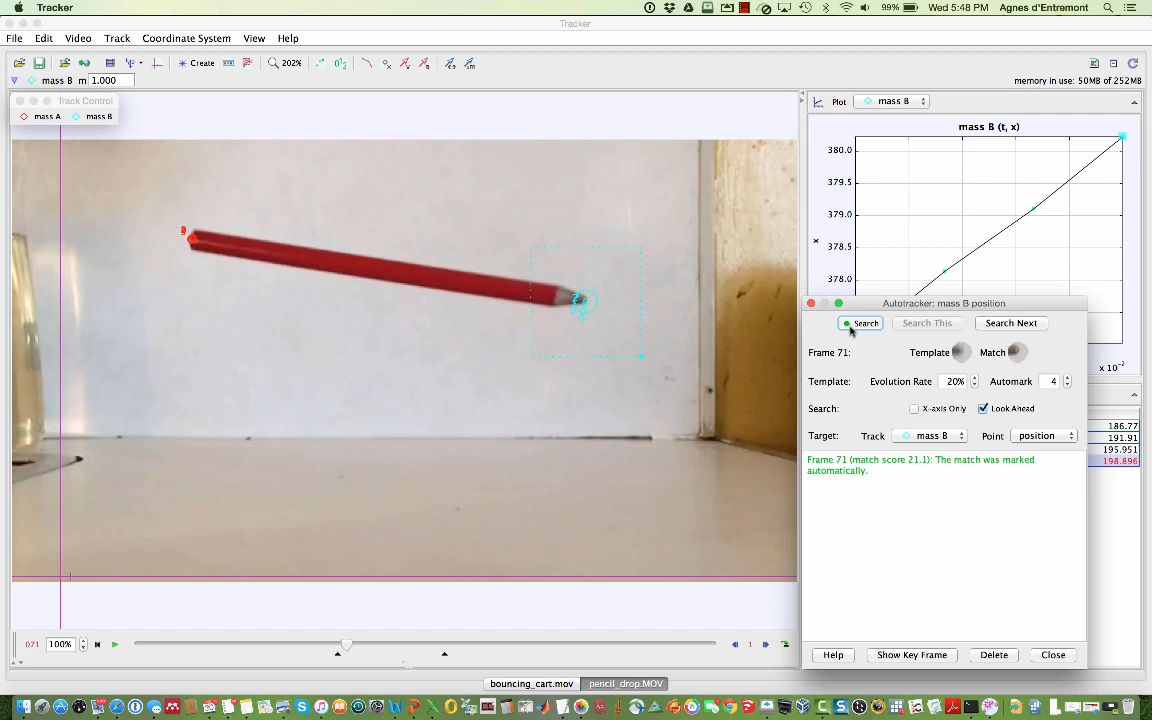 Tracker 99% Wed 5:48 PM Agnes d'Entremont
Tracker
File Edit Video Track Coordinate System View Help
Create 202%
mass B m 1.000 memory in use: 50MB of 252MB
Track Control
mass A mass B
Plot mass B
mass B (t, x)
380.0
379.5
379.0
x
378.5
378.0
x 10⁻²
Autotracker: mass B position
Search Search This Search Next
Frame 71: Template Match
Template: Evolution Rate 20% Automark 4
Search: X-axis Only Look Ahead
Target: Track mass B Point position
Frame 71 (match score 21.1): The match was marked
automatically.
Help Show Key Frame Delete Close
186.77
191.91
195.951
198.896
071 100% 1
bouncing_cart.mov pencil_drop.MOV